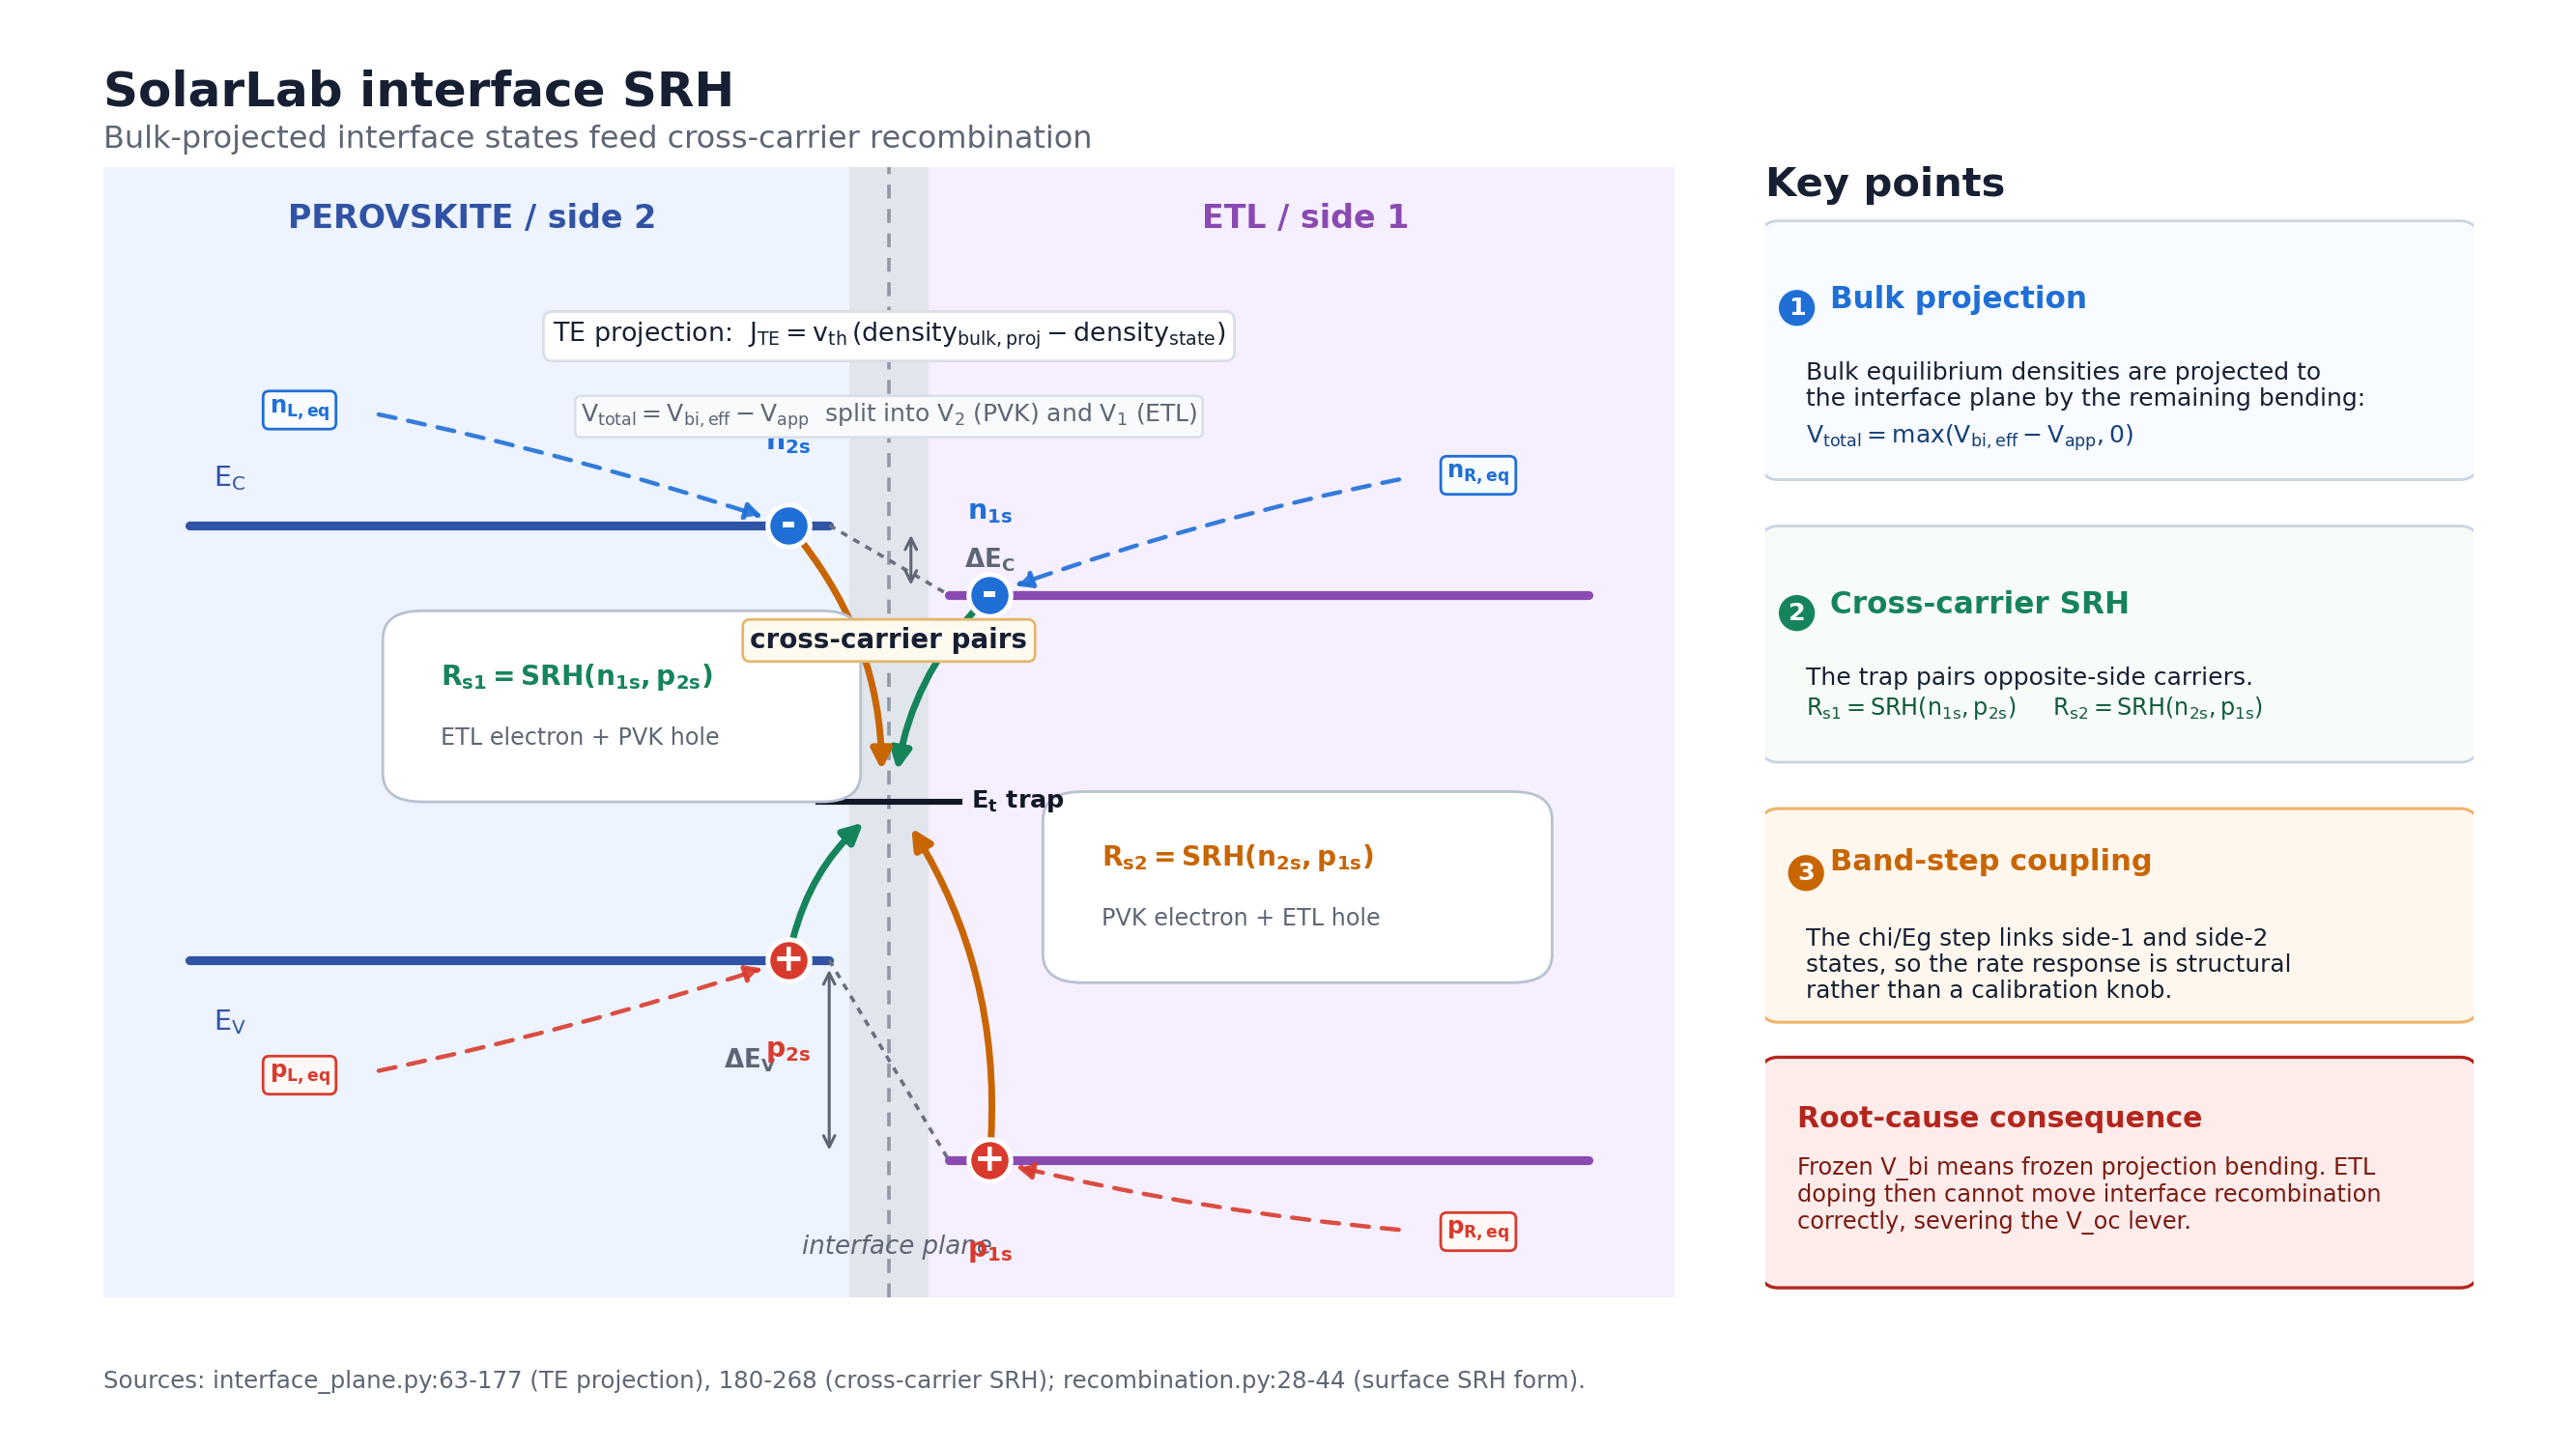 SolarLab interface SRH
Bulk-projected interface states feed cross-carrier recombination
PEROVSKITE / side 2
ETL / side 1
TE projection: J_TE = v_th (density_bulk, proj − density_state)
V_total = V_bi, eff − V_app split into V_2 (PVK) and V_1 (ETL)
n_L, eq
n_2s
E_C
n_R, eq
n_1s
ΔE_C
-
-
cross-carrier pairs
R_s1 = SRH(n_1s, p_2s)
ETL electron + PVK hole
E_t trap
R_s2 = SRH(n_2s, p_1s)
PVK electron + ETL hole
+
E_V
ΔE_V
p_2s
p_L, eq
+
p_R, eq
interface plane
p_1s
Key points
1 Bulk projection
Bulk equilibrium densities are projected to
the interface plane by the remaining bending:
V_total = max(V_bi, eff − V_app, 0)
2 Cross-carrier SRH
The trap pairs opposite-side carriers.
R_s1 = SRH(n_1s, p_2s) R_s2 = SRH(n_2s, p_1s)
3 Band-step coupling
The chi/Eg step links side-1 and side-2
states, so the rate response is structural
rather than a calibration knob.
Root-cause consequence
Frozen V_bi means frozen projection bending. ETL
doping then cannot move interface recombination
correctly, severing the V_oc lever.
Sources: interface_plane.py:63-177 (TE projection), 180-268 (cross-carrier SRH); recombination.py:28-44 (surface SRH form).